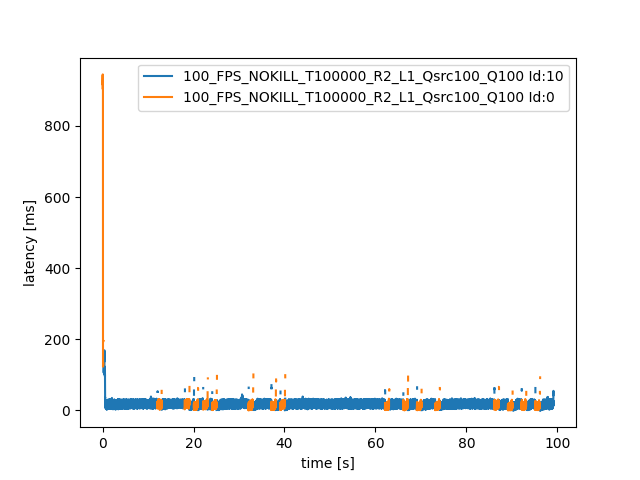 100_FPS_NOKILL_T100000_R2_L1_Qsrc100_Q100 Id:10
100_FPS_NOKILL_T100000_R2_L1_Qsrc100_Q100 Id:0
800
600
400
200
0
latency [ms]
0 20 40 60 80 100
time [s]